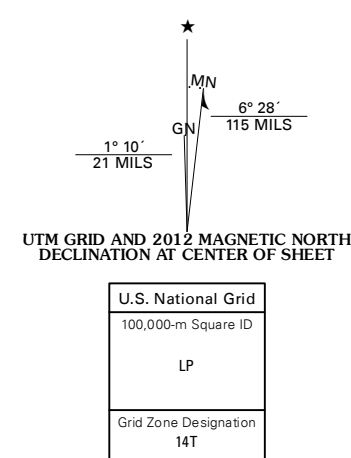 ★
MN
GN
6° 28´
115 MILS
1° 10´
21 MILS
UTM GRID AND 2012 MAGNETIC NORTH
DECLINATION AT CENTER OF SHEET
U.S. National Grid
100,000-m Square ID
LP
Grid Zone Designation
14T